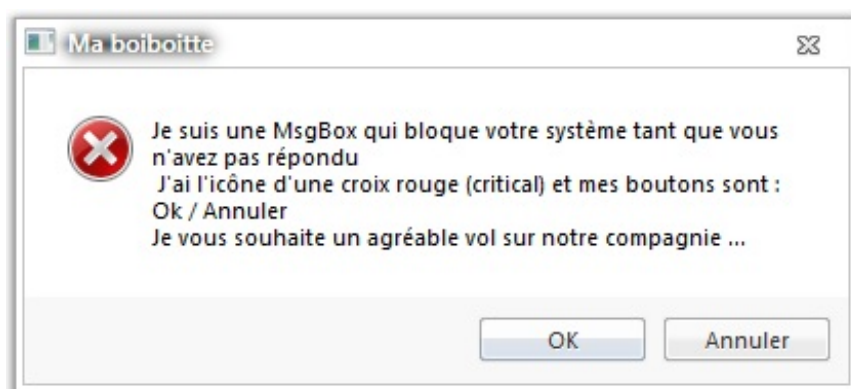 Ma boiboitte
Je suis une MsgBox qui bloque votre système tant que vous
n'avez pas répondu
J'ai l'icône d'une croix rouge (critical) et mes boutons sont :
Ok / Annuler
Je vous souhaite un agréable vol sur notre compagnie ...
OK
Annuler